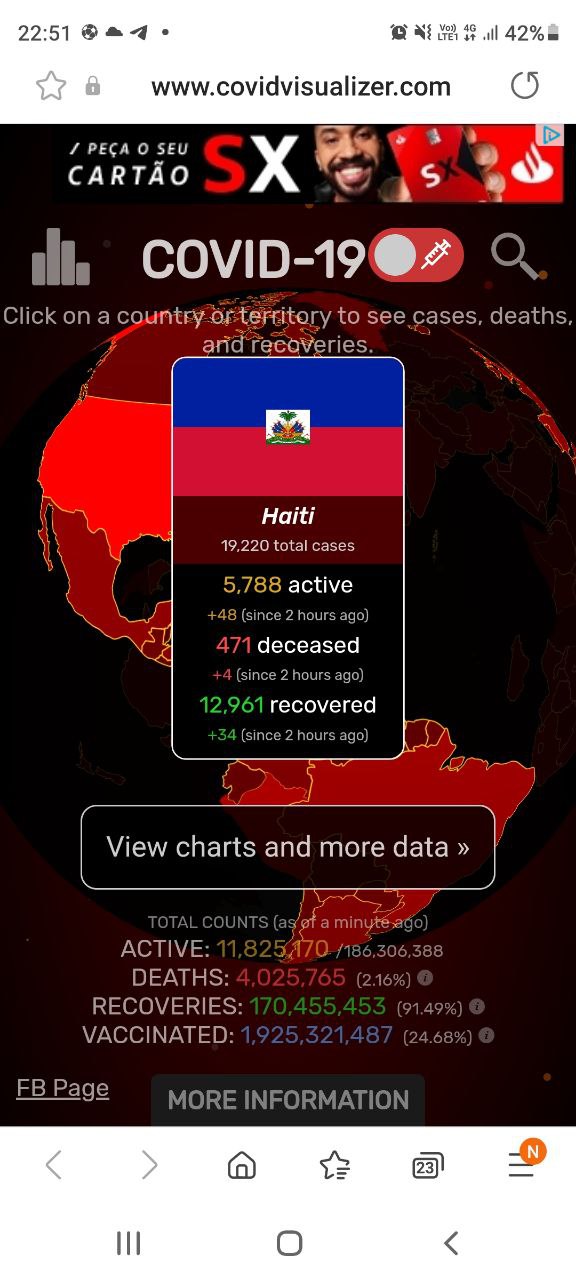 22:51
Vo)) 4G
LTE1
42%
www.covidvisualizer.com
/ PEÇA O SEU
CARTÃO
SX
SX
COVID-19
Click on a country or territory to see cases, deaths,
and recoveries.
Haiti
19,220 total cases
5,788 active
+48 (since 2 hours ago)
471 deceased
+4 (since 2 hours ago)
12,961 recovered
+34 (since 2 hours ago)
View charts and more data »
TOTAL COUNTS (as of a minute ago)
ACTIVE: 11,825,170 /186,306,388
DEATHS: 4,025,765 (2.16%) i
RECOVERIES: 170,455,453 (91.49%) i
VACCINATED: 1,925,321,487 (24.68%) i
FB Page
MORE INFORMATION
23
N